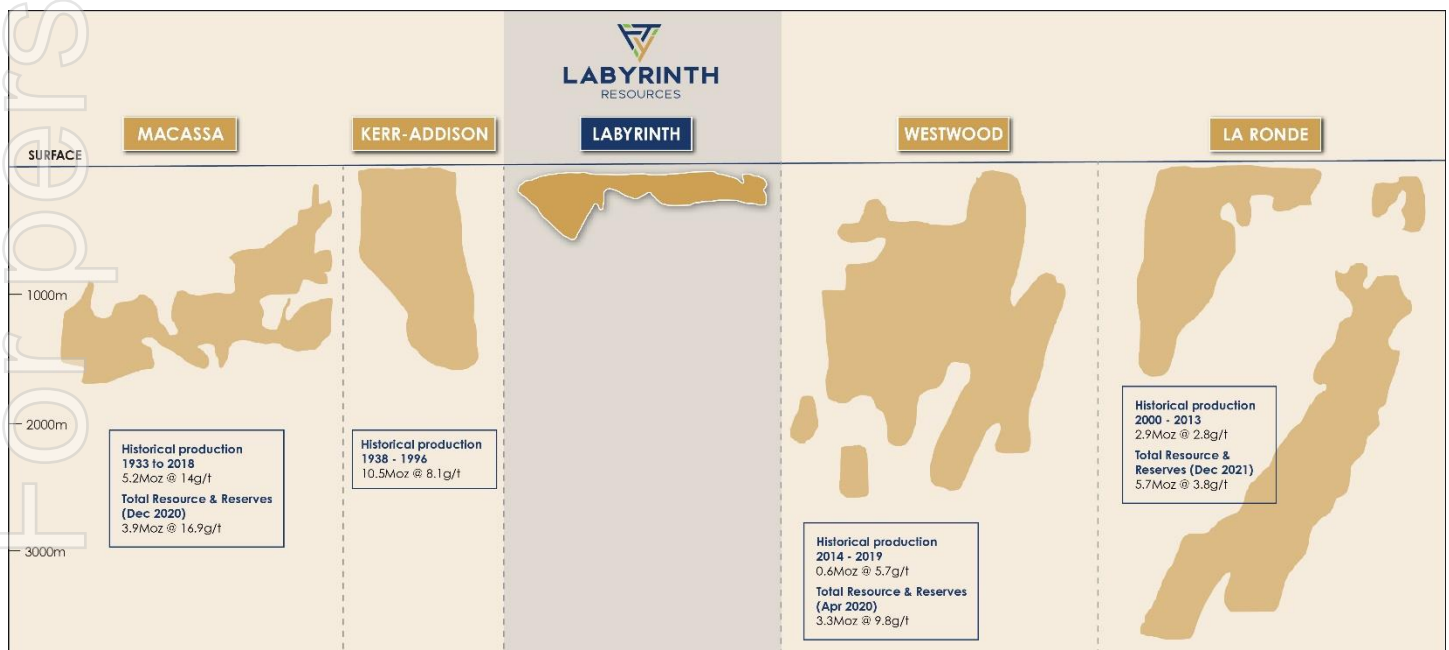 For pers
LABYRINTH
RESOURCES
MACASSA
KERR-ADDISON
LABYRINTH
WESTWOOD
LA RONDE
SURFACE
1000m
2000m
3000m
Historical production
1933 to 2018
5.2Moz @ 14g/t
Total Resource & Reserves
(Dec 2020)
3.9Moz @ 16.9g/t
Historical production
1938 - 1996
10.5Moz @ 8.1g/t
Historical production
2014 - 2019
0.6Moz @ 5.7g/t
Total Resource & Reserves
(Apr 2020)
3.3Moz @ 9.8g/t
Historical production
2000 - 2013
2.9Moz @ 2.8g/t
Total Resource &
Reserves (Dec 2021)
5.7Moz @ 3.8g/t